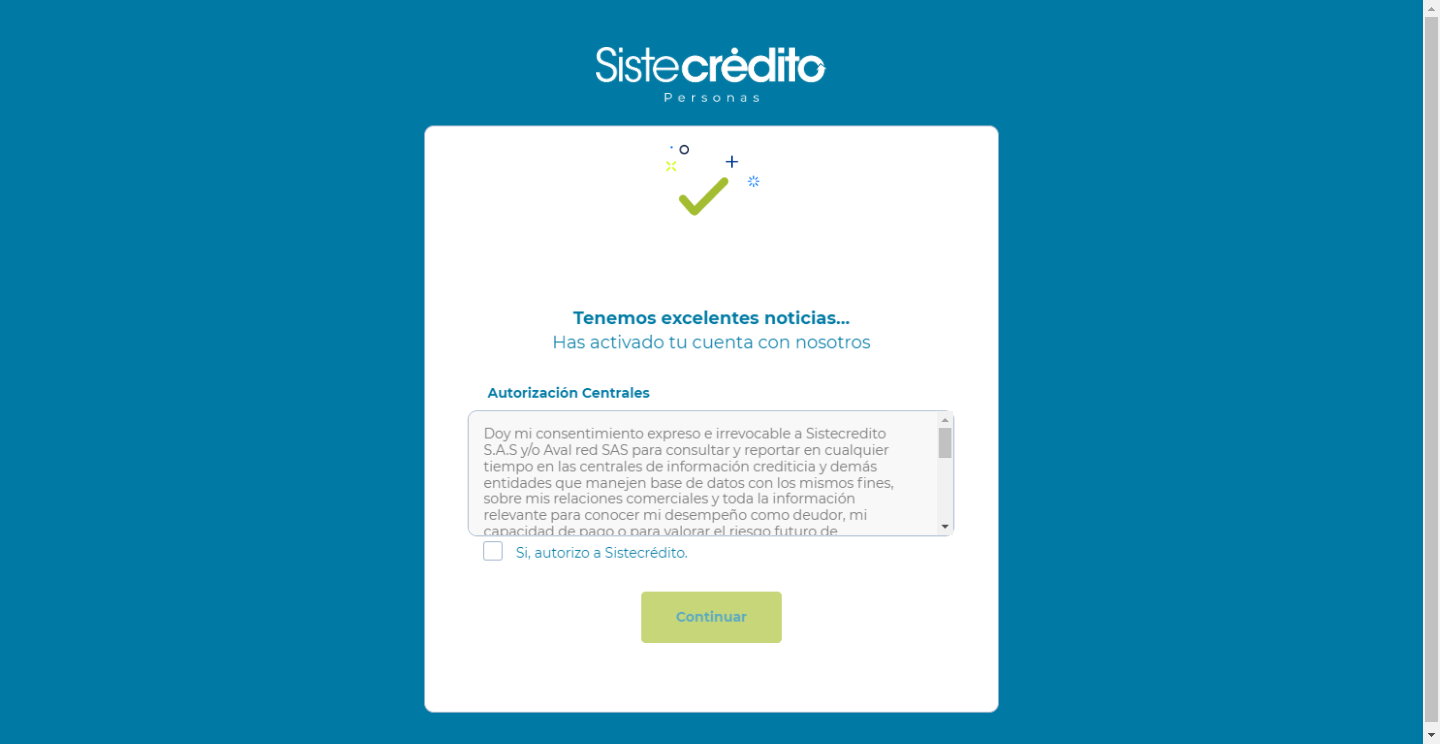 Sistecrédito
Personas
Tenemos excelentes noticias...
Has activado tu cuenta con nosotros
Autorización Centrales
Doy mi consentimiento expreso e irrevocable a Sistecredito
S.A.S y/o Aval red SAS para consultar y reportar en cualquier
tiempo en las centrales de información crediticia y demás
entidades que manejen base de datos con los mismos fines,
sobre mis relaciones comerciales y toda la información
relevante para conocer mi desempeño como deudor, mi
capacidad de pago o para valorar el riesgo futuro de
Si, autorizo a Sistecrédito.
Continuar